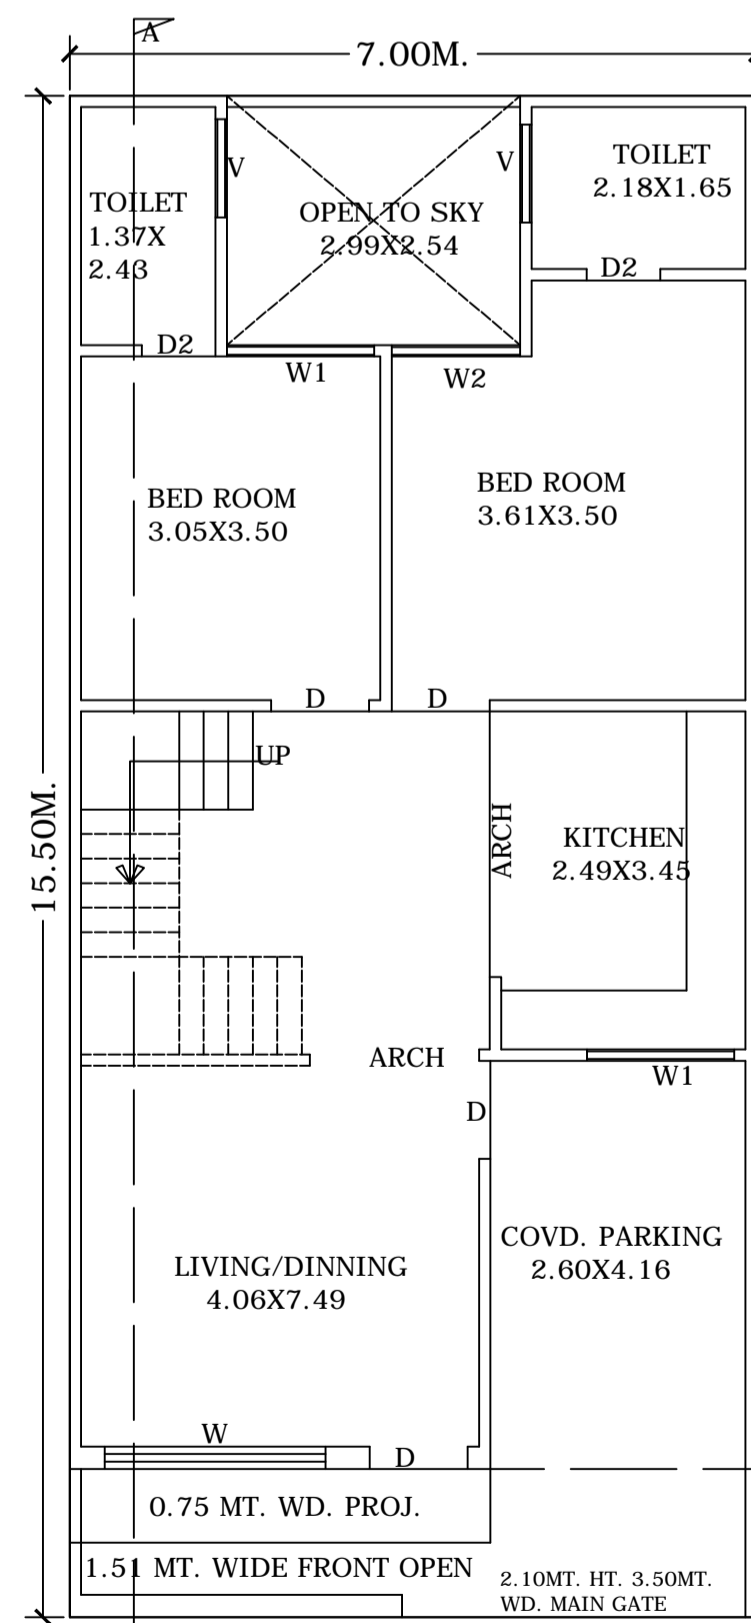 A
7.00M.
TOILET
1.37X
2.43
V
OPEN TO SKY
2.99X2.54
V
TOILET
2.18X1.65
D2
D2
W1
W2
BED ROOM
3.05X3.50
BED ROOM
3.61X3.50
D
D
UP
15.50M.
ARCH
KITCHEN
2.49X3.45
ARCH
W1
D
COVD. PARKING
2.60X4.16
LIVING/DINNING
4.06X7.49
W
D
0.75 MT. WD. PROJ.
1.51 MT. WIDE FRONT OPEN
2.10MT. HT. 3.50MT.
WD. MAIN GATE